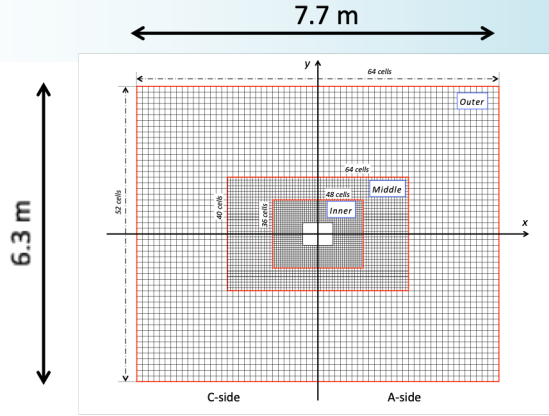 7.7 m
y
64 cells
Outer
64 cells
Middle
48 cells
Inner
52 cells
40 cells
36 cells
x
6.3 m
C-side
A-side